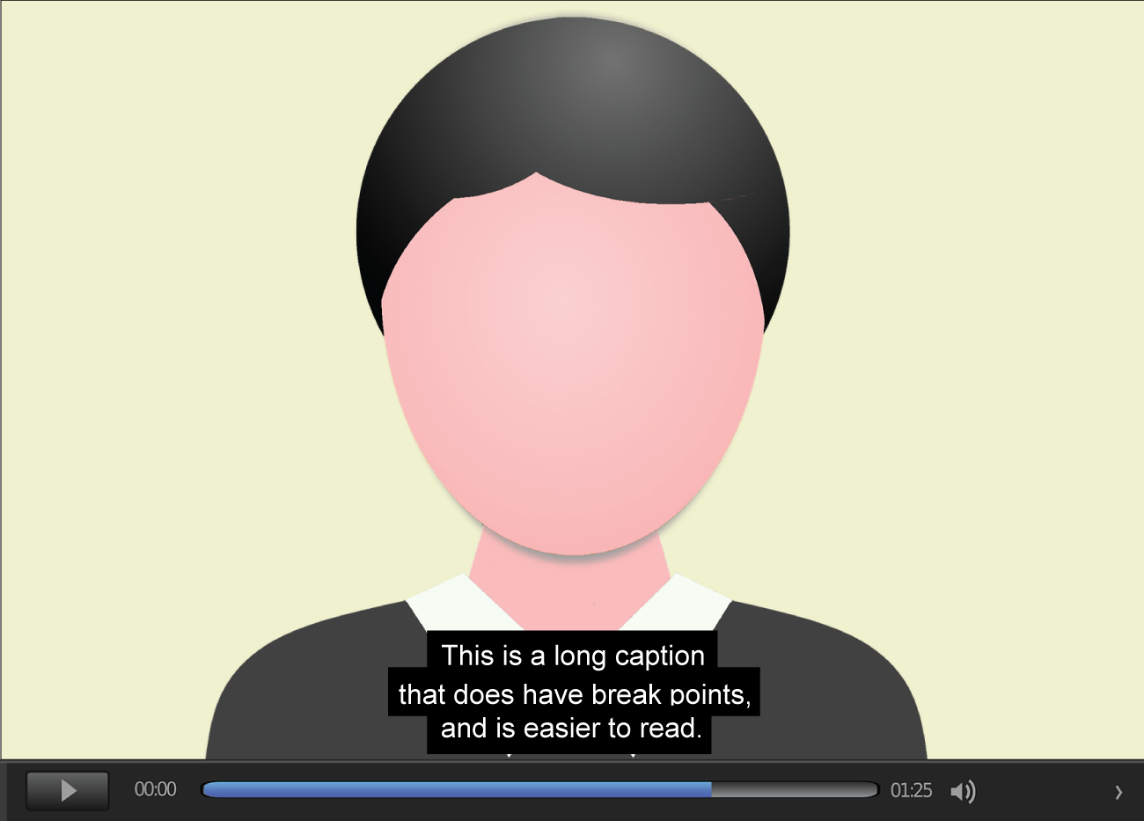 This is a long caption
that does have break points,
and is easier to read.
00:00
01:25